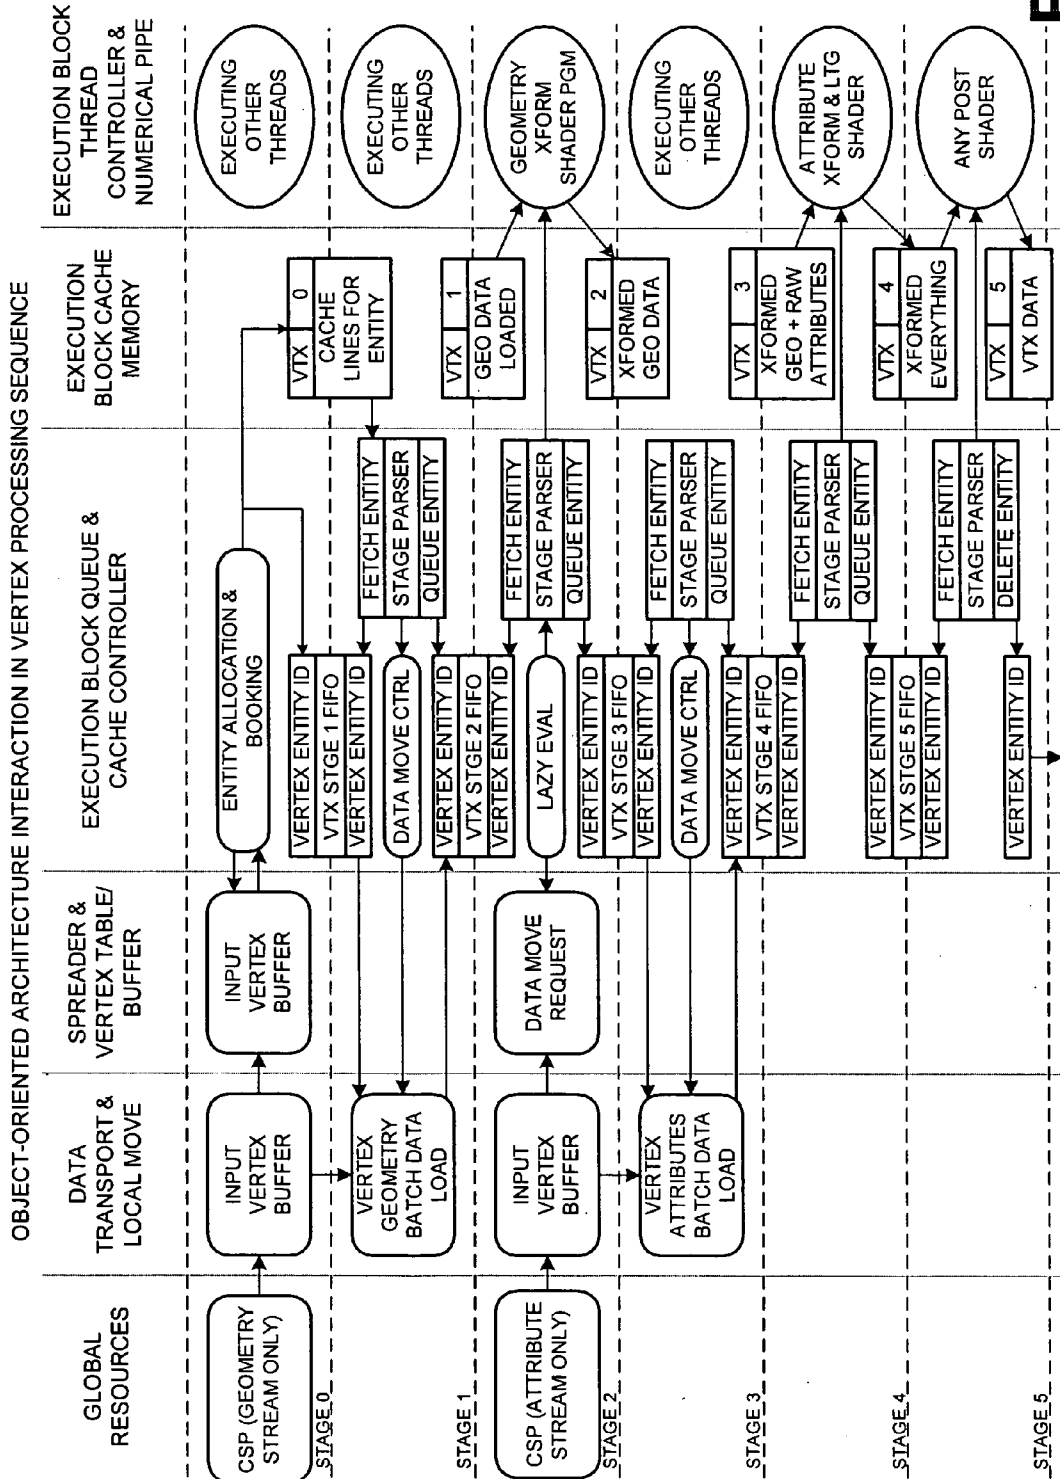 OBJECT-ORIENTED ARCHITECTURE INTERACTION IN VERTEX PROCESSING SEQUENCE
GLOBAL
RESOURCES
DATA
TRANSPORT &
LOCAL MOVE
SPREADER &
VERTEX TABLE/
BUFFER
EXECUTION BLOCK QUEUE &
CACHE CONTROLLER
EXECUTION
BLOCK CACHE
MEMORY
EXECUTION BLOCK
THREAD
CONTROLLER &
NUMERICAL PIPE
CSP (GEOMETRY
STREAM ONLY)
INPUT
VERTEX
BUFFER
INPUT
VERTEX
BUFFER
ENTITY ALLOCATION &
BOOKING
EXECUTING
OTHER
THREADS
STAGE 0
VERTEX ENTITY ID
VTX STGE 1 FIFO
VERTEX ENTITY ID
VTX 0
CACHE
LINES FOR
ENTITY
VERTEX
GEOMETRY
BATCH DATA
LOAD
DATA MOVE CTRL
FETCH ENTITY
STAGE PARSER
QUEUE ENTITY
EXECUTING
OTHER
THREADS
STAGE 1
VERTEX ENTITY ID
VTX STGE 2 FIFO
VERTEX ENTITY ID
VTX 1
GEO DATA
LOADED
CSP (ATTRIBUTE
STREAM ONLY)
INPUT
VERTEX
BUFFER
DATA MOVE
REQUEST
LAZY EVAL
FETCH ENTITY
STAGE PARSER
QUEUE ENTITY
GEOMETRY
XFORM
SHADER PGM
STAGE 2
VERTEX ENTITY ID
VTX STGE 3 FIFO
VERTEX ENTITY ID
VTX 2
XFORMED
GEO DATA
VERTEX
ATTRIBUTES
BATCH DATA
LOAD
DATA MOVE CTRL
FETCH ENTITY
STAGE PARSER
QUEUE ENTITY
EXECUTING
OTHER
THREADS
STAGE 3
VERTEX ENTITY ID
VTX STGE 4 FIFO
VERTEX ENTITY ID
VTX 3
XFORMED
GEO + RAW
ATTRIBUTES
FETCH ENTITY
STAGE PARSER
QUEUE ENTITY
ATTRIBUTE
XFORM & LTG
SHADER
STAGE 4
VERTEX ENTITY ID
VTX STGE 5 FIFO
VERTEX ENTITY ID
VTX 4
XFORMED
EVERYTHING
FETCH ENTITY
STAGE PARSER
DELETE ENTITY
ANY POST
SHADER
STAGE 5
VERTEX ENTITY ID
VTX 5
VTX DATA